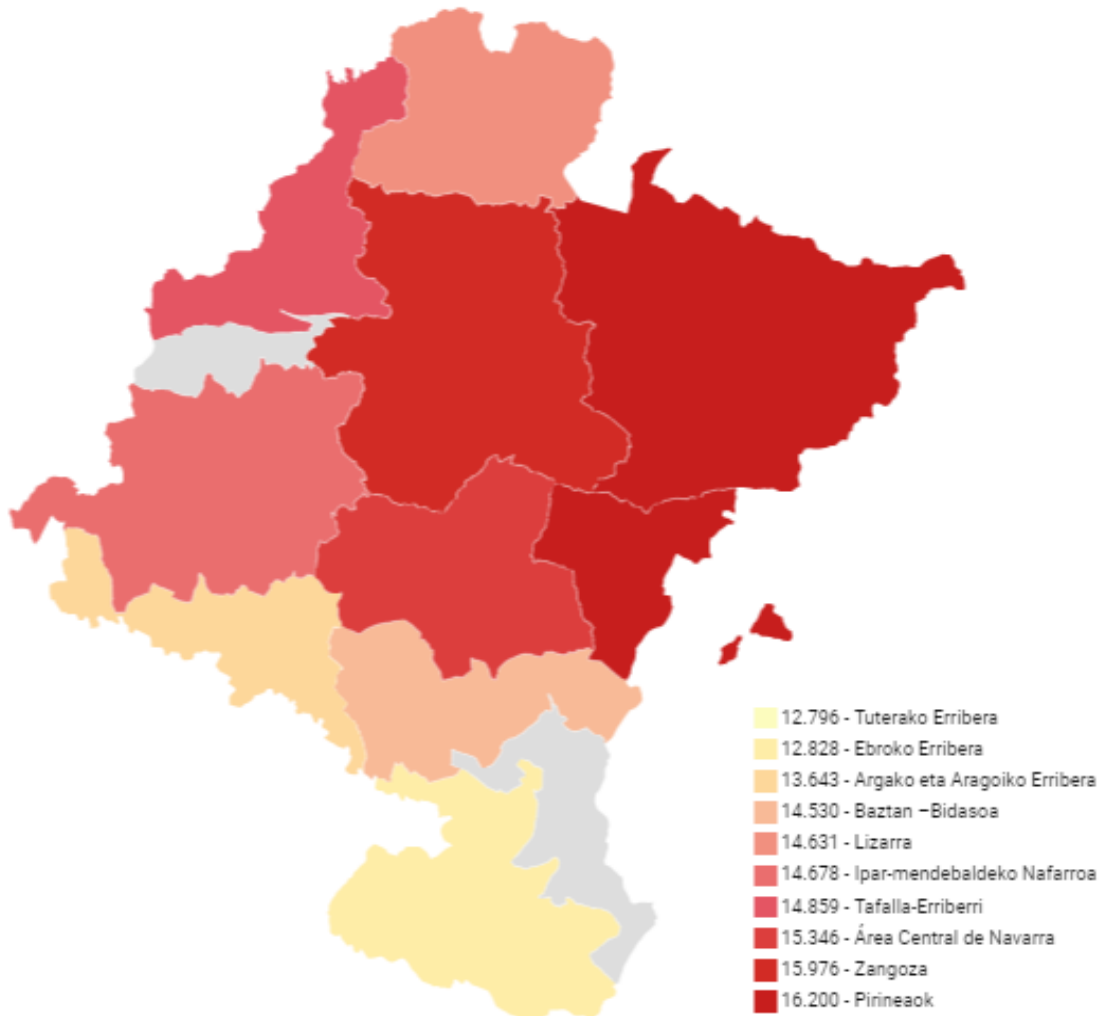 12.796 - Tuterako Erribera
12.828 - Ebroko Erribera
13.643 - Argako eta Aragoiko Erribera
14.530 - Baztan –Bidasoa
14.631 - Lizarra
14.678 - Ipar-mendebaldeko Nafarroa
14.859 - Tafalla-Erriberri
15.346 - Área Central de Navarra
15.976 - Zangoza
16.200 - Pirineaok